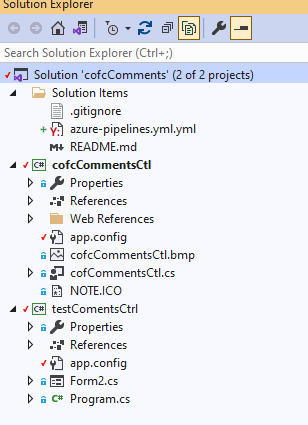 Search Solution Explorer (Ctrl+;)
Solution 'cofcComments' (2 of 2 projects)
Solution Items
.gitignore
azure-pipelines.yml.yml
README.md
C# cofcCommentsCtl
Properties
References
Web References
app.config
cofcCommentsCtl.bmp
cofCommentsCtl.cs
NOTE.ICO
C# testComentsCtrl
Properties
References
app.config
Form2.cs
C# Program.cs